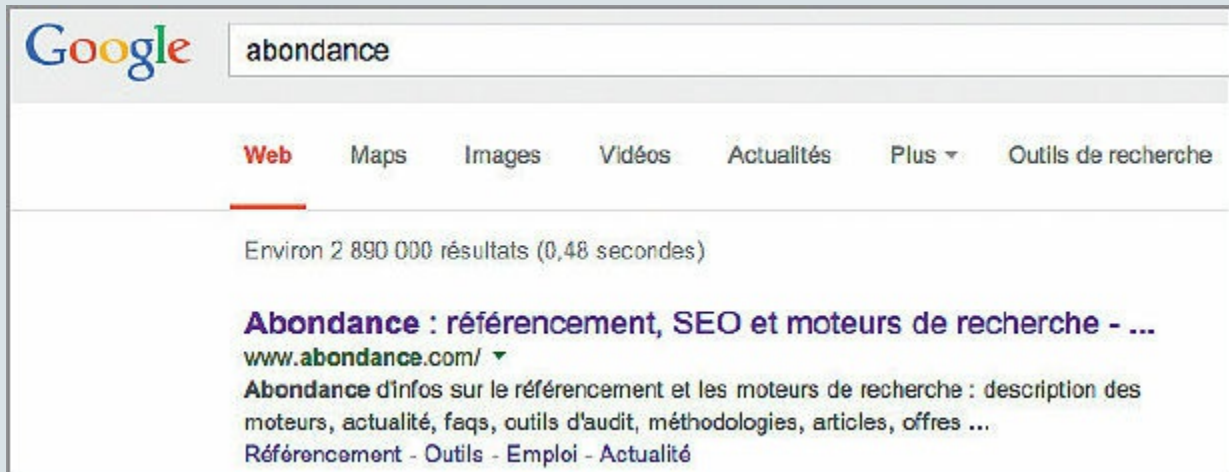 Google abondance
Web Maps Images Vidéos Actualités Plus Outils de recherche
Environ 2 890 000 résultats (0,48 secondes)
Abondance : référencement, SEO et moteurs de recherche - ...
www.abondance.com/
Abondance d'infos sur le référencement et les moteurs de recherche : description des
moteurs, actualité, faqs, outils d'audit, méthodologies, articles, offres ...
Référencement - Outils - Emploi - Actualité